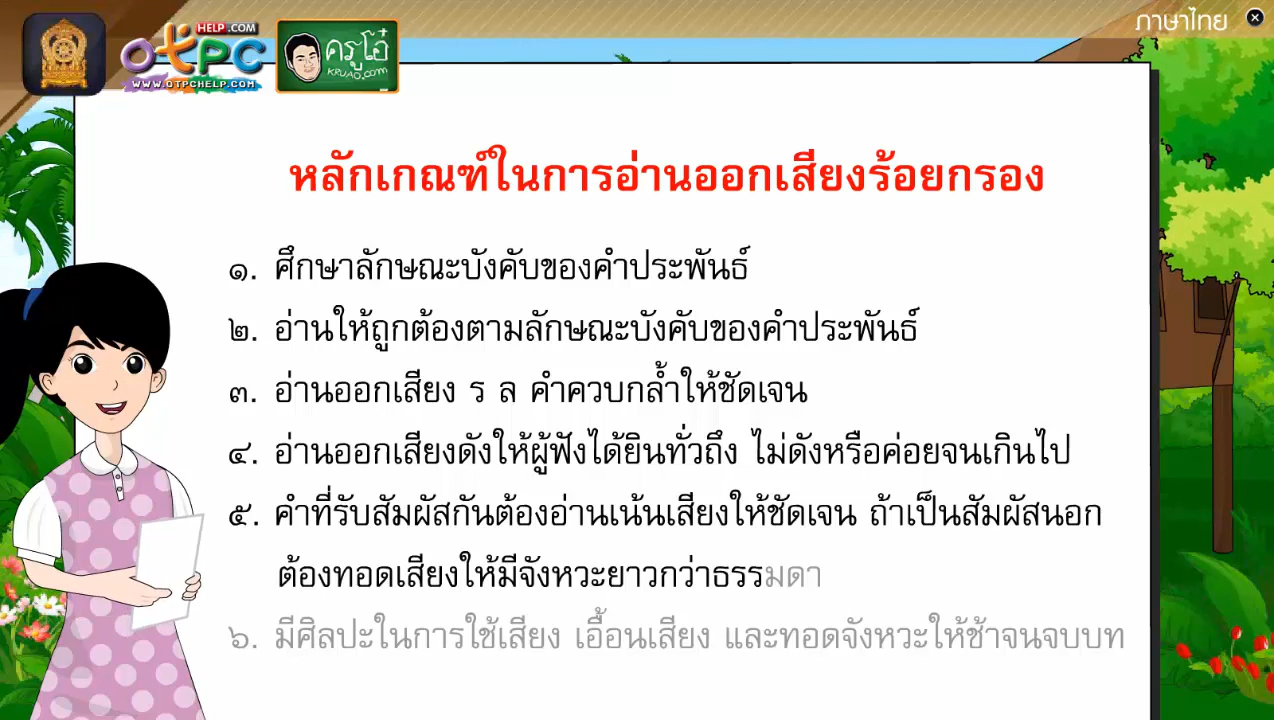 ภาษาไทย
HELP.COM
OTPC
WWW.OTPCHELP.COM
ครูโอ๋
KRUAO.COM
หลักเกณฑ์ในการอ่านออกเสียงร้อยกรอง
๑. ศึกษาลักษณะบังคับของคำประพันธ์
๒. อ่านให้ถูกต้องตามลักษณะบังคับของคำประพันธ์
๓. อ่านออกเสียง ร ล คำควบกล้ำให้ชัดเจน
๔. อ่านออกเสียงดังให้ผู้ฟังได้ยินทั่วถึง ไม่ดังหรือค่อยจนเกินไป
๕. คำที่รับสัมผัสกันต้องอ่านเน้นเสียงให้ชัดเจน ถ้าเป็นสัมผัสนอก
ต้องทอดเสียงให้มีจังหวะยาวกว่าธรรมดา
๖. มีศิลปะในการใช้เสียง เอื้อนเสียง และทอดจังหวะให้ช้าจนจบบท